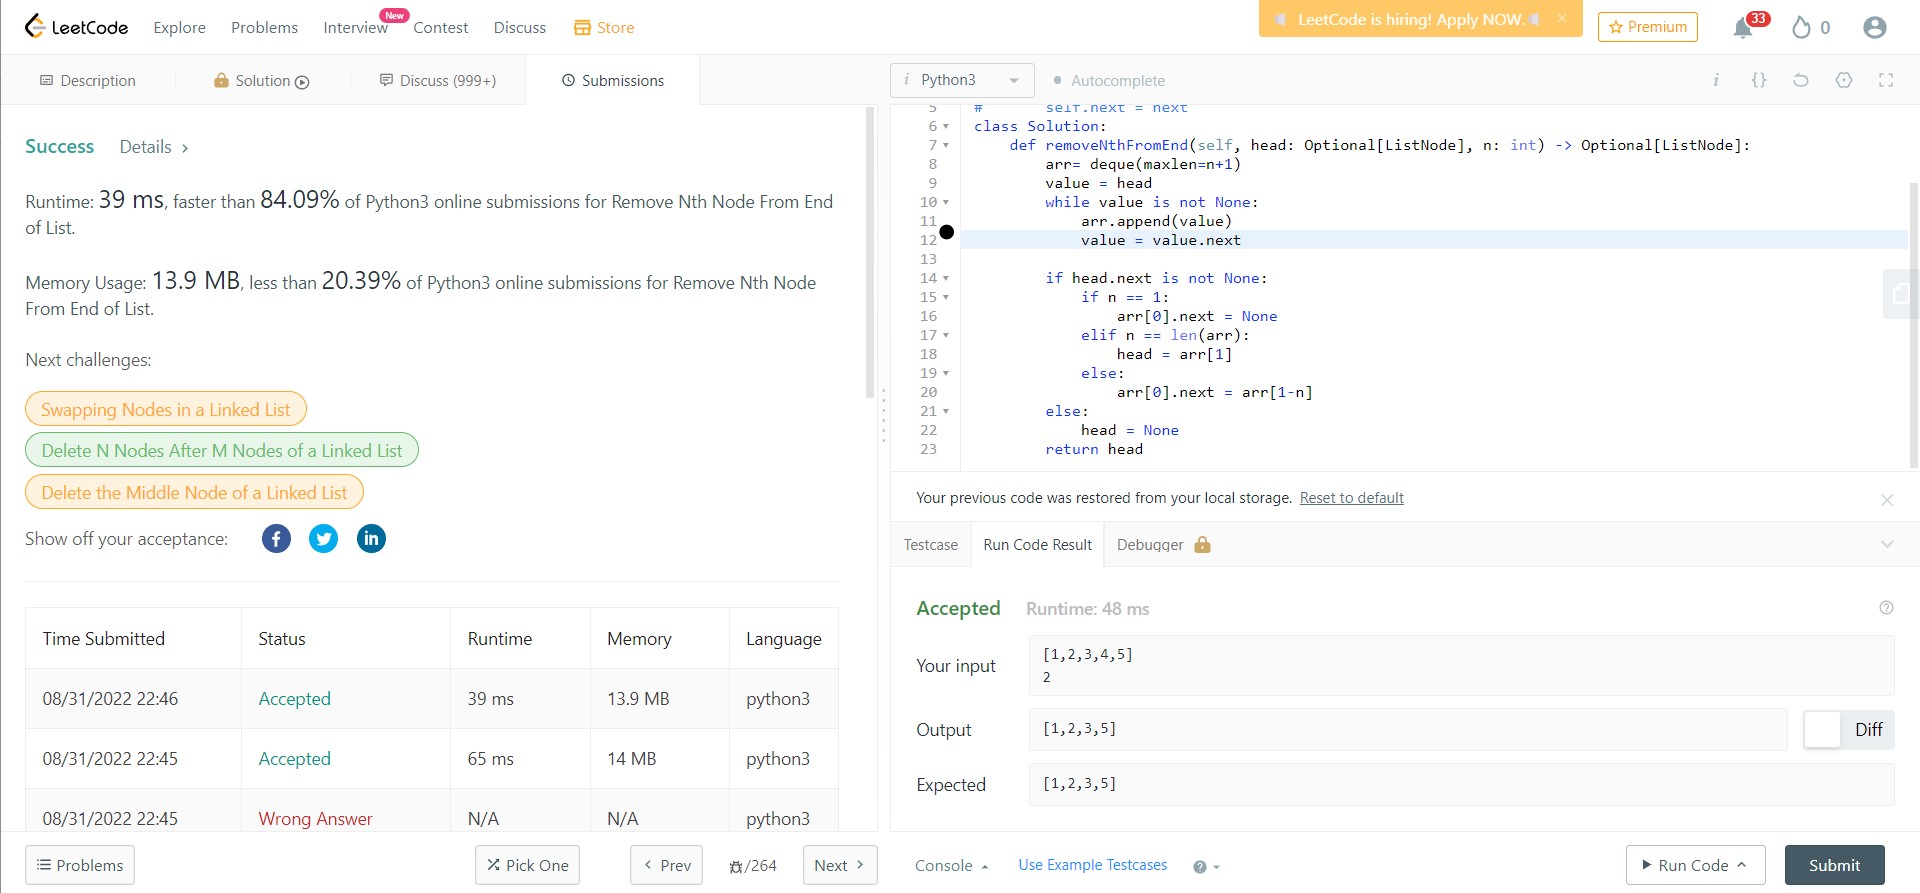 LeetCode
Explore
Problems
Interview
New
Contest
Discuss
Store
LeetCode is hiring! Apply NOW.
Premium
33
0
Description
Solution
Discuss (999+)
Submissions
i Python3
Autocomplete
i
{}
Success
Details
Runtime: 39 ms, faster than 84.09% of Python3 online submissions for Remove Nth Node From End
of List.
Memory Usage: 13.9 MB, less than 20.39% of Python3 online submissions for Remove Nth Node
From End of List.
Next challenges:
Swapping Nodes in a Linked List
Delete N Nodes After M Nodes of a Linked List
Delete the Middle Node of a Linked List
Show off your acceptance:
Time Submitted Status Runtime Memory Language
08/31/2022 22:46 Accepted 39 ms 13.9 MB python3
08/31/2022 22:45 Accepted 65 ms 14 MB python3
08/31/2022 22:45 Wrong Answer N/A N/A python3
Problems
Pick One
Prev
/264
Next
5 # self.next = next
6 class Solution:
7 def removeNthFromEnd(self, head: Optional[ListNode], n: int) -> Optional[ListNode]:
8 arr= deque(maxlen=n+1)
9 value = head
10 while value is not None:
11 arr.append(value)
12 value = value.next
13
14 if head.next is not None:
15 if n == 1:
16 arr[0].next = None
17 elif n == len(arr):
18 head = arr[1]
19 else:
20 arr[0].next = arr[1-n]
21 else:
22 head = None
23 return head
Your previous code was restored from your local storage. Reset to default
Testcase
Run Code Result
Debugger
Accepted
Runtime: 48 ms
Your input
[1,2,3,4,5]
2
Output
[1,2,3,5]
Diff
Expected
[1,2,3,5]
Console
Use Example Testcases
Run Code
Submit